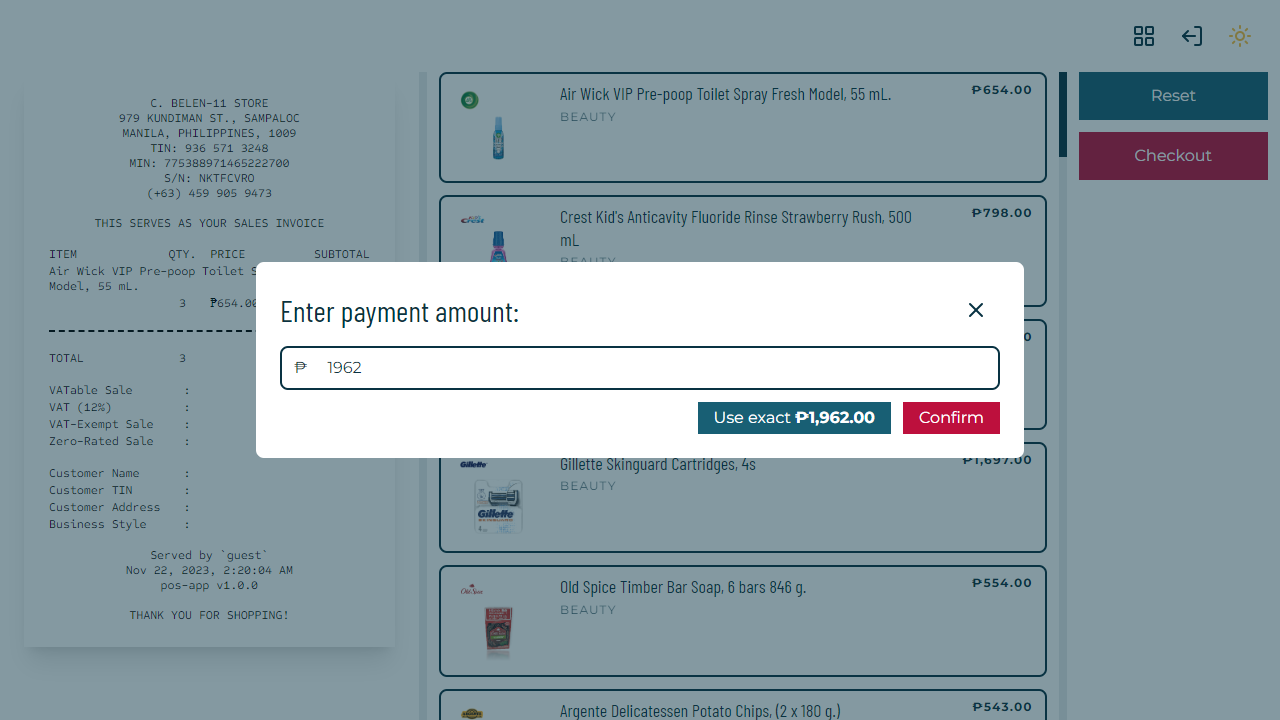 C. BELEN-11 STORE
979 KUNDIMAN ST., SAMPALOC
MANILA, PHILIPPINES, 1009
TIN: 936 571 3248
MIN: 775388971465222700
S/N: NKTFCVRO
(+63) 459 905 9473
THIS SERVES AS YOUR SALES INVOICE
ITEM QTY. PRICE SUBTOTAL
Air Wick VIP Pre-poop Toilet
Model, 55 mL.
3 ₱654.00
TOTAL 3
VATable Sale :
VAT (12%) :
VAT-Exempt Sale :
Zero-Rated Sale :
Customer Name :
Customer TIN :
Customer Address :
Business Style :
Served by `guest`
Nov 22, 2023, 2:20:04 AM
pos-app v1.0.0
THANK YOU FOR SHOPPING!
Air Wick VIP Pre-poop Toilet Spray Fresh Model, 55 mL. ₱654.00
BEAUTY
Crest
Crest Kid's Anticavity Fluoride Rinse Strawberry Rush, 500 ₱798.00
mL
BEAUTY
Enter payment amount:
₱ 1962
Use exact ₱1,962.00
Confirm
Gillette
Gillette Skinguard Cartridges, 4s ₱1,697.00
BEAUTY
Gillette
Old Spice
Old Spice Timber Bar Soap, 6 bars 846 g. ₱554.00
BEAUTY
Argente Delicatessen Potato Chips, (2 x 180 g.) ₱543.00
Reset
Checkout